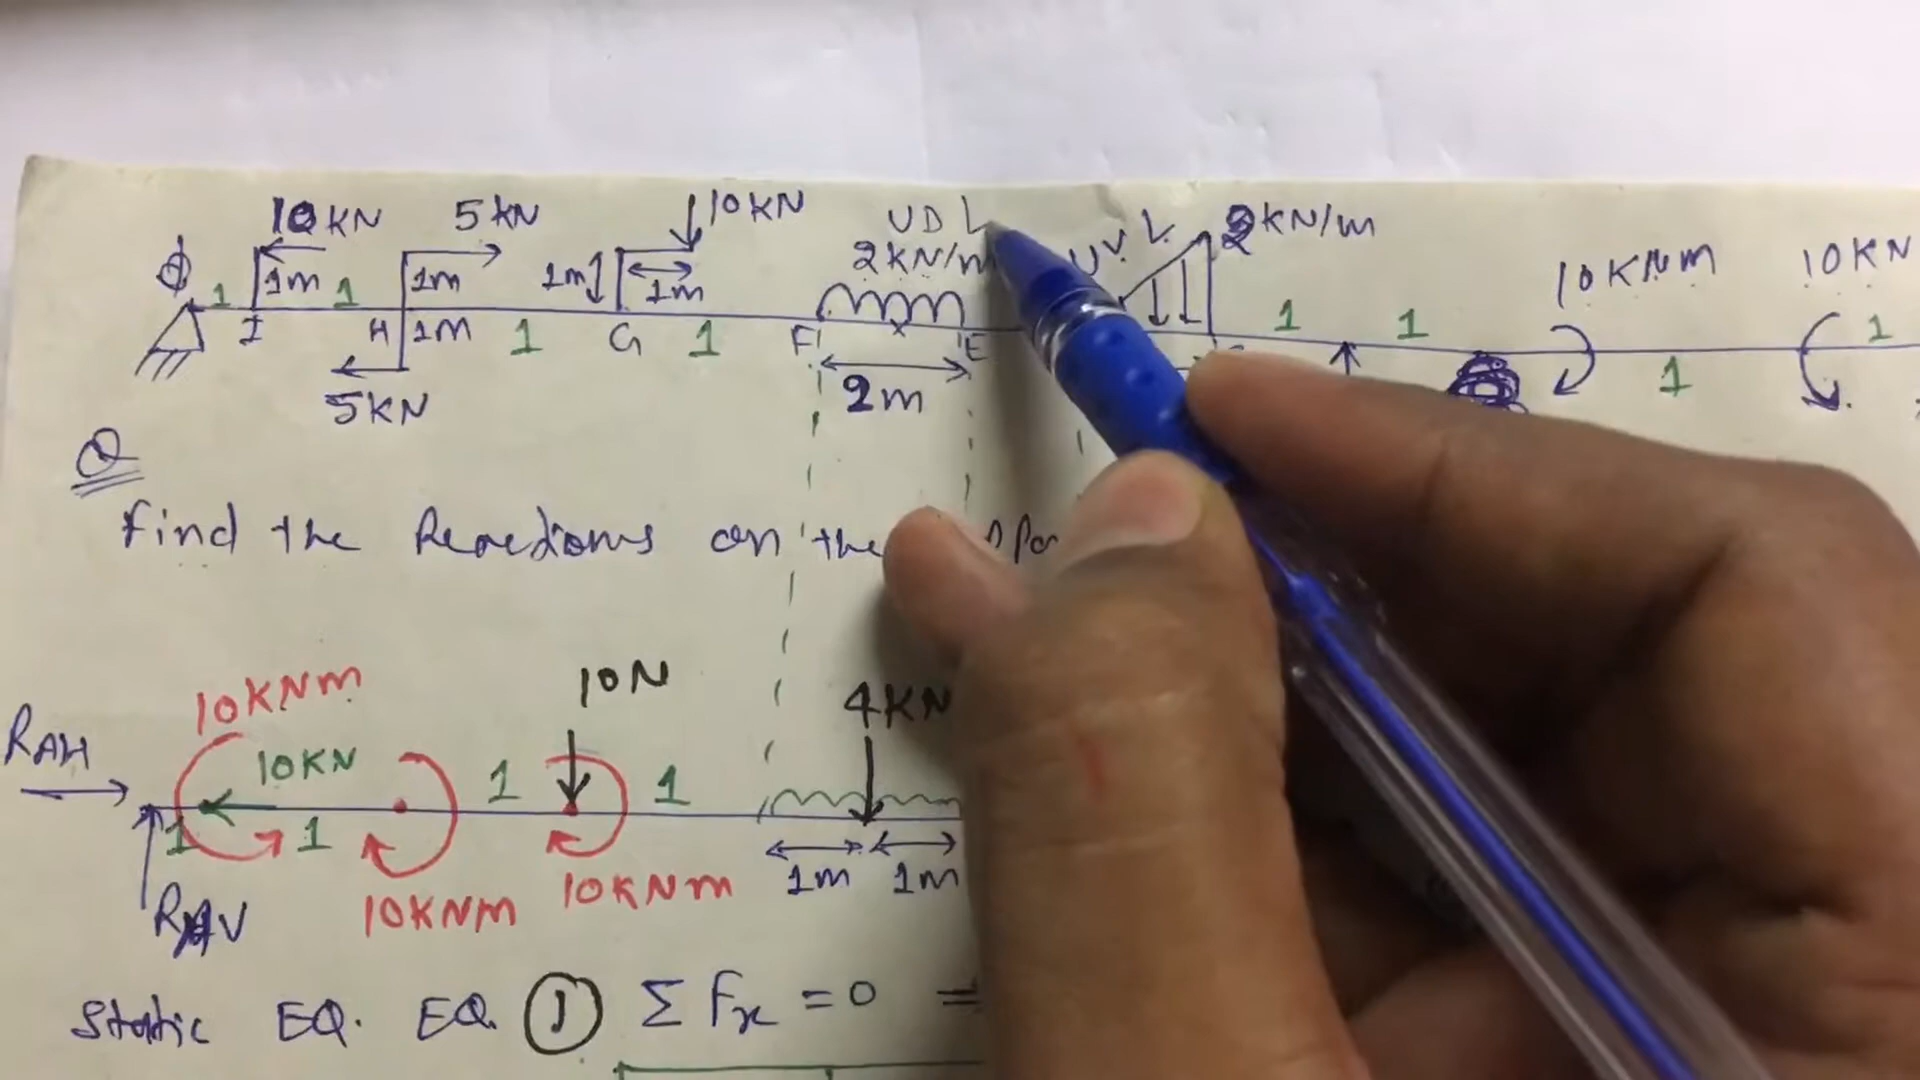 10KN 5KN 10KN UDL UVL 2KN/m
1m 1m 1m 1m 2KN/m 10KNm 10KN
1 I 1 H 1m 1 G 1 F E 1 1 1 1
5KN 2m
Q
find the Reactions on the
10KNm 10N 4KN
RAH 10KN 1 1
1 1 1m 1m
RAV 10KNm 10KNm
Static EQ. EQ. 1 Σ Fx = 0 =